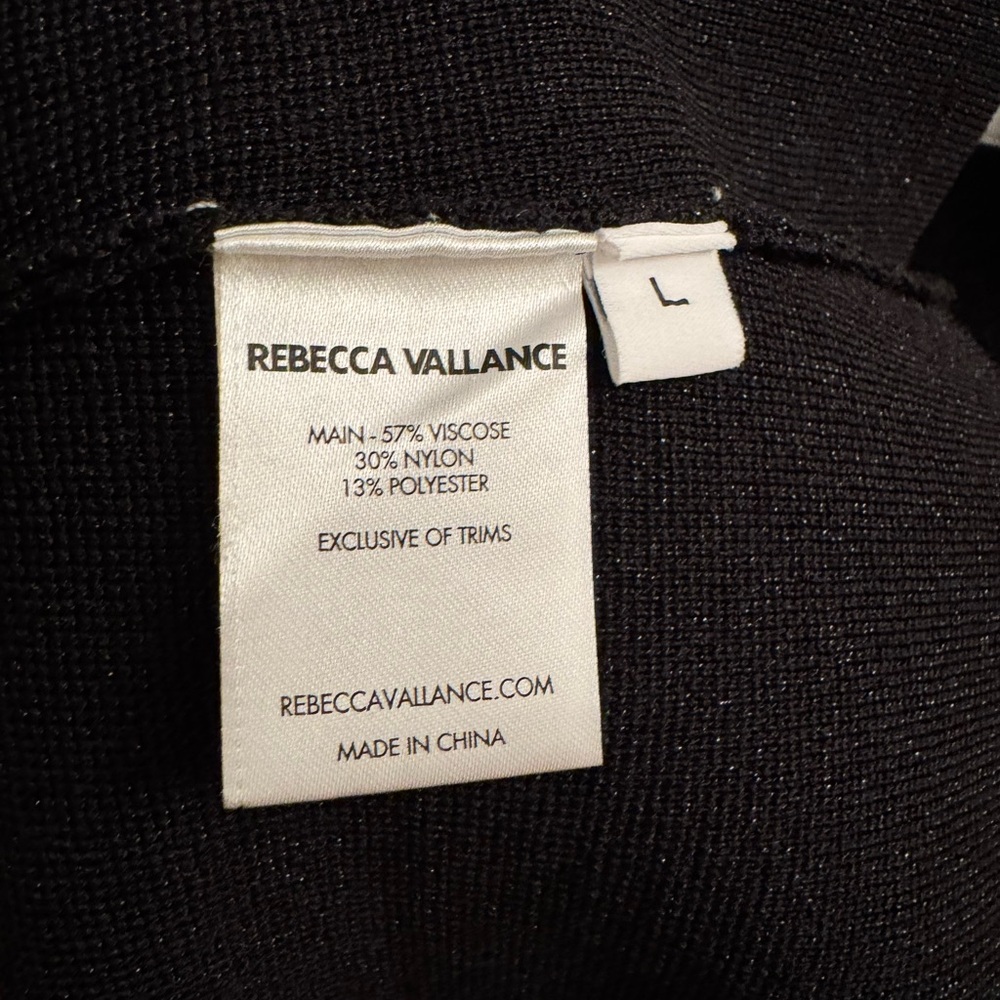 REBECCA VALLANCE
MAIN - 57% VISCOSE
30% NYLON
13% POLYESTER
EXCLUSIVE OF TRIMS
REBECCAVALLANCE.COM
MADE IN CHINA
L